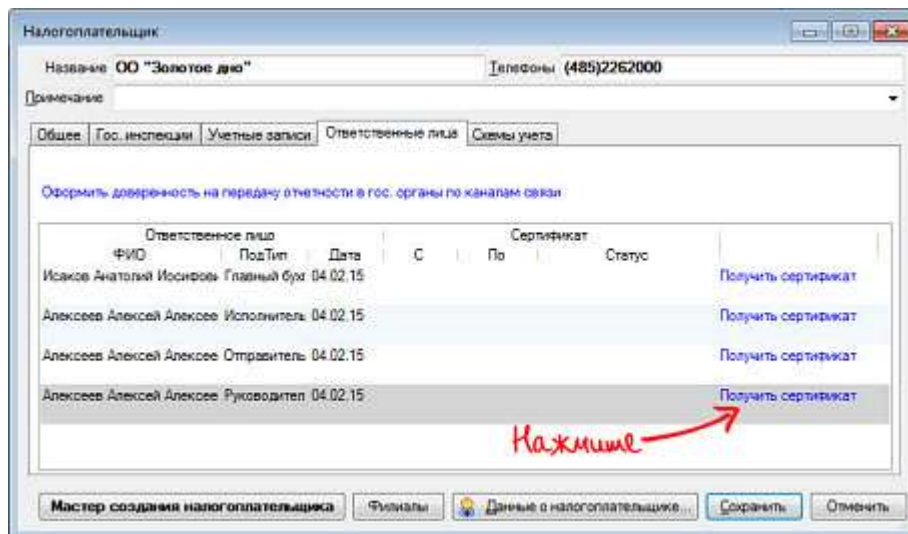 Налогоплательщик
Название ОО "Золотое дно" Телефоны (485)2262000
Примечание
Общее Гос. инспекции Учетные записи Ответственные лица Схемы учета
Оформить доверенность на передачу отчетности в гос. органы по каналам связи
Ответственное лицо Сертификат
ФИО ПодТип Дата С По Статус
Исаков Анатолий Иосифови Главный бухг 04.02.15 Получить сертификат
Алексеев Алексей Алексее Исполнитель 04.02.15 Получить сертификат
Алексеев Алексей Алексее Отправитель 04.02.15 Получить сертификат
Алексеев Алексей Алексее Руководител 04.02.15 Получить сертификат
Нажмите
Мастер создания налогоплательщика Филиалы Данные о налогоплательщике... Сохранить Отменить